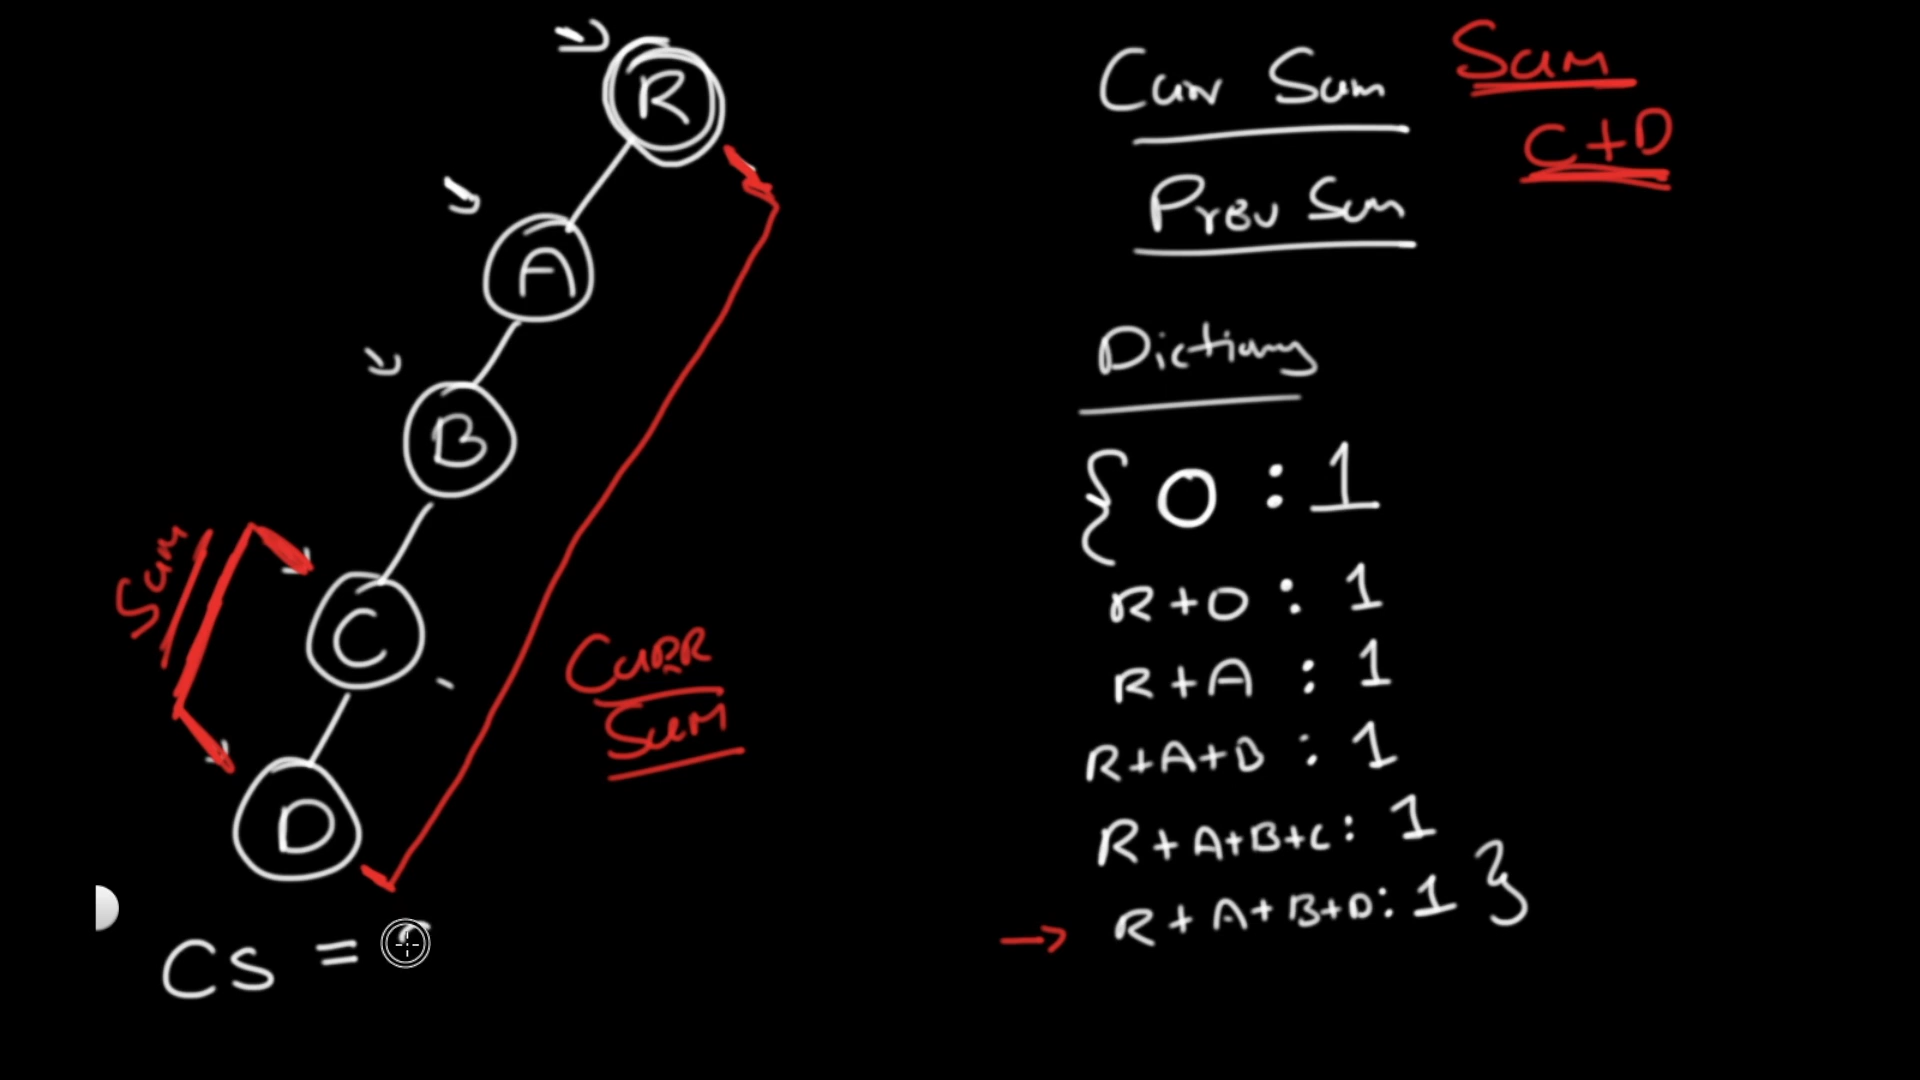 R
A
B
C
D
Sum
CURR
SUM
CS =
Curr Sum
Sum
C+D
Prev Sum
Dictionary
{ 0 : 1
R+0 : 1
R+A : 1
R+A+B : 1
R+A+B+C : 1
R+A+B+D : 1 }